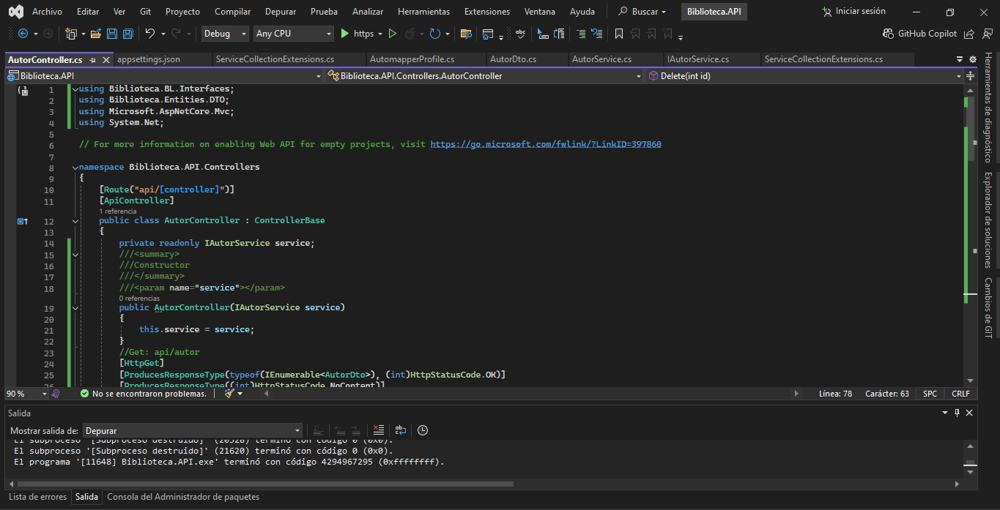 Archivo Editar Ver Git Proyecto Compilar Depurar Prueba Analizar Herramientas Extensiones Ventana Ayuda Buscar Biblioteca.API Iniciar sesión
Debug Any CPU https GitHub Copilot
AutorController.cs appsettings.json ServiceCollectionExtensions.cs AutomapperProfile.cs AutorDto.cs AutorService.cs IAutorService.cs ServiceCollectionExtensions.cs
Biblioteca.API Biblioteca.API.Controllers.AutorController Delete(int id)
1 using Biblioteca.BL.Interfaces;
2 using Biblioteca.Entities.DTO;
3 using Microsoft.AspNetCore.Mvc;
4 using System.Net;
5
6 // For more information on enabling Web API for empty projects, visit https://go.microsoft.com/fwlink/?LinkID=397860
7
8 namespace Biblioteca.API.Controllers
9 {
10 [Route("api/[controller]")]
11 [ApiController]
1 referencia
12 public class AutorController : ControllerBase
13 {
14 private readonly IAutorService service;
15 ///<summary>
16 ///Constructor
17 ///</summary>
18 ///<param name="service"></param>
0 referencias
19 public AutorController(IAutorService service)
20 {
21 this.service = service;
22 }
23 //Get: api/autor
24 [HttpGet]
25 [ProducesResponseType(typeof(IEnumerable<AutorDto>), (int)HttpStatusCode.OK)]
26 [ProducesResponseType((int)HttpStatusCode.NoContent)]
90 % No se encontraron problemas. Línea: 78 Carácter: 63 SPC CRLF
Salida
Mostrar salida de: Depurar
El subproceso '[Subproceso destruido]' (20328) terminó con código 0 (0x0).
El subproceso '[Subproceso destruido]' (21620) terminó con código 0 (0x0).
El programa '[11648] Biblioteca.API.exe' terminó con código 4294967295 (0xffffffff).
Lista de errores Salida Consola del Administrador de paquetes
Herramientas de diagnóstico
Explorador de soluciones
Cambios de GIT